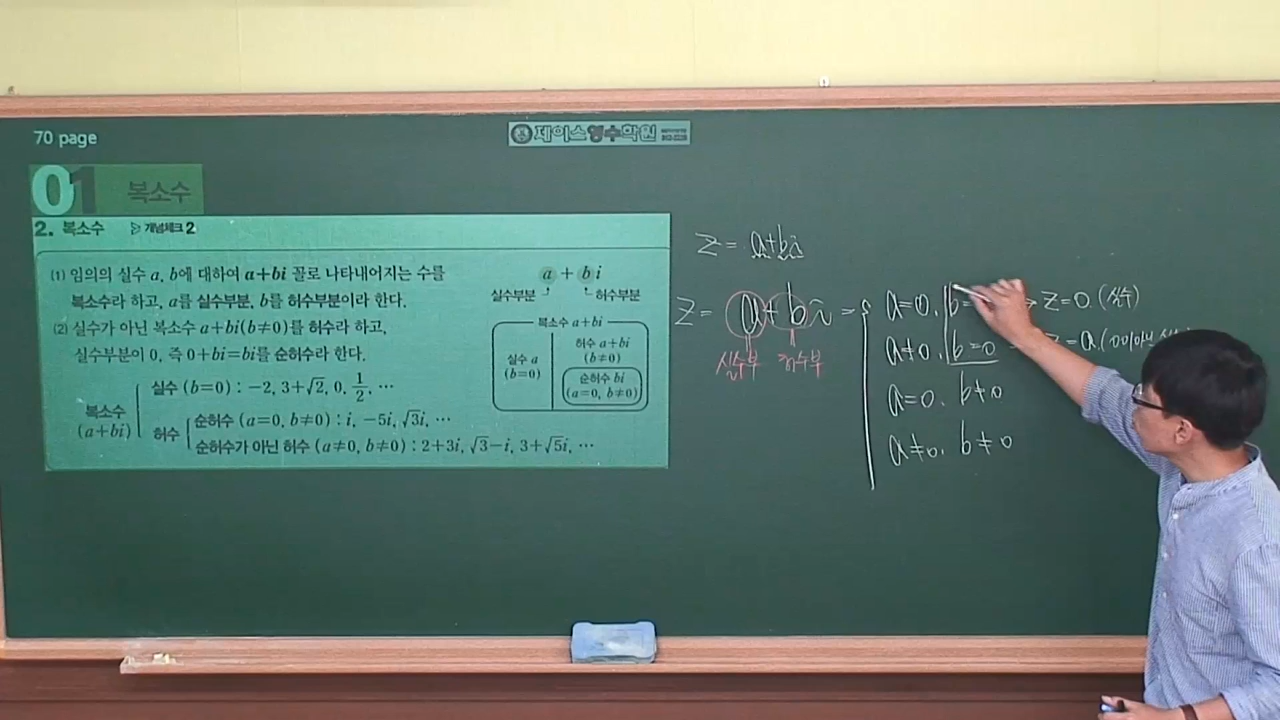 70 page
제이스영수학원
01 복소수
2. 복소수 ▷ 개념체크 2
(1) 임의의 실수 a, b에 대하여 a+bi 꼴로 나타내어지는 수를
복소수라 하고, a를 실수부분, b를 허수부분이라 한다.
(2) 실수가 아닌 복소수 a+bi(b≠0)를 허수라 하고,
실수부분이 0, 즉 0+bi=bi를 순허수라 한다.
복소수
(a+bi)
실수 (b=0) : −2, 3+√2, 0, 1/2, …
허수
순허수 (a=0, b≠0) : i, −5i, √3i, …
순허수가 아닌 허수 (a≠0, b≠0) : 2+3i, √3−i, 3+√5i, …
a + b i
실수부분 허수부분
복소수 a+bi
실수 a
(b=0)
허수 a+bi
(b≠0)
순허수 bi
(a=0, b≠0)
z = a+bi
z = a+bi ⇒
실수부 허수부
a=0, b= → z=0 (실수)
a≠0, b=0 z=a (0이아닌
a=0, b≠0
a≠0, b≠0